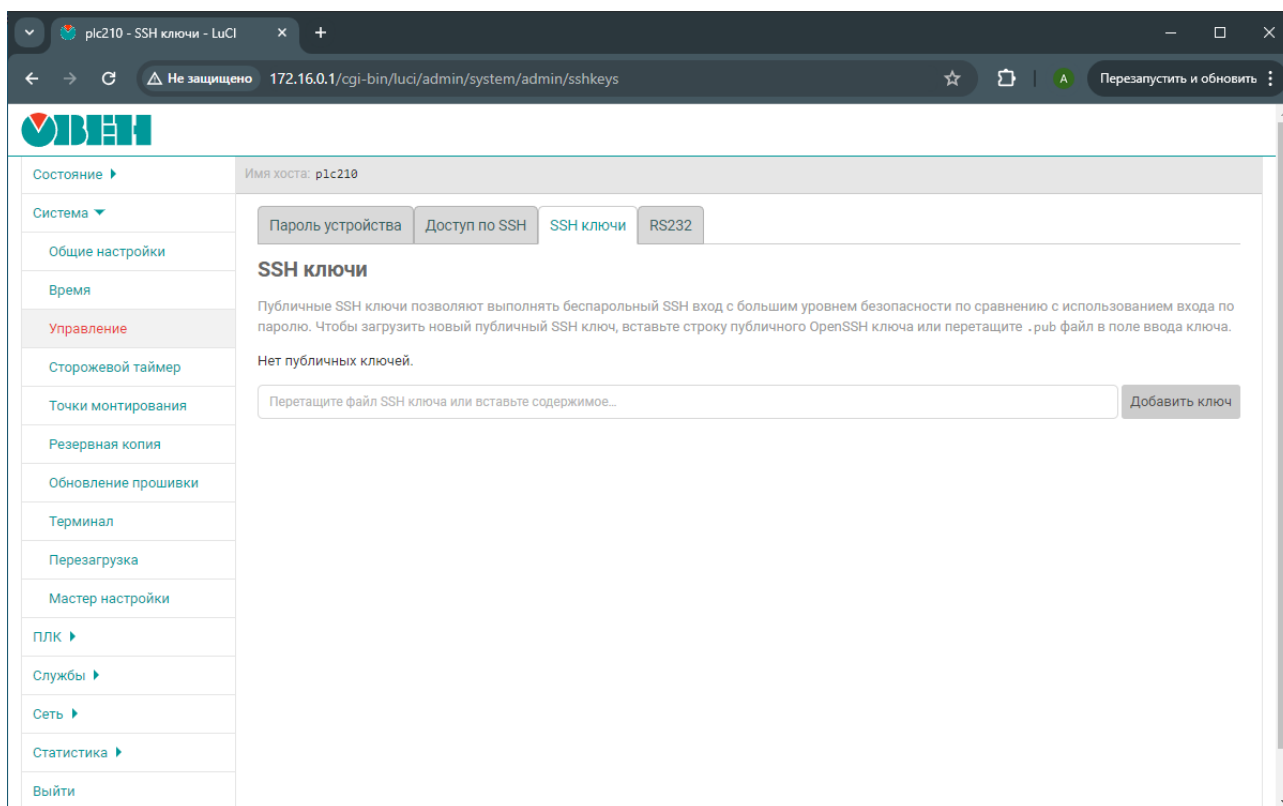 plc210 - SSH ключи - LuCI
Не защищено 172.16.0.1/cgi-bin/luci/admin/system/admin/sshkeys
A
Перезапустить и обновить
ОВЕН
Состояние
Имя хоста: plc210
Система
Общие настройки
Время
Управление
Сторожевой таймер
Точки монтирования
Резервная копия
Обновление прошивки
Терминал
Перезагрузка
Мастер настройки
ПЛК
Службы
Сеть
Статистика
Выйти
Пароль устройства
Доступ по SSH
SSH ключи
RS232
SSH ключи
Публичные SSH ключи позволяют выполнять беспарольный SSH вход с большим уровнем безопасности по сравнению с использованием входа по
паролю. Чтобы загрузить новый публичный SSH ключ, вставьте строку публичного OpenSSH ключа или перетащите .pub файл в поле ввода ключа.
Нет публичных ключей.
Перетащите файл SSH ключа или вставьте содержимое…
Добавить ключ